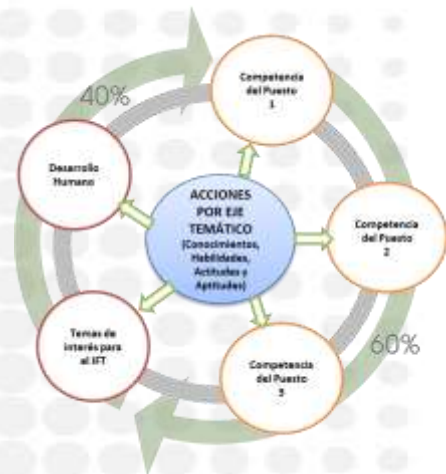 40%
Competencia
del Puesto
1
Desarrollo
Humano
ACCIONES
POR EJE
TEMÁTICO
(Conocimientos,
Habilidades,
Actitudes y
Aptitudes)
Competencia
del Puesto
2
Temas de
interés para
el IFT
Competencia
del Puesto
3
60%